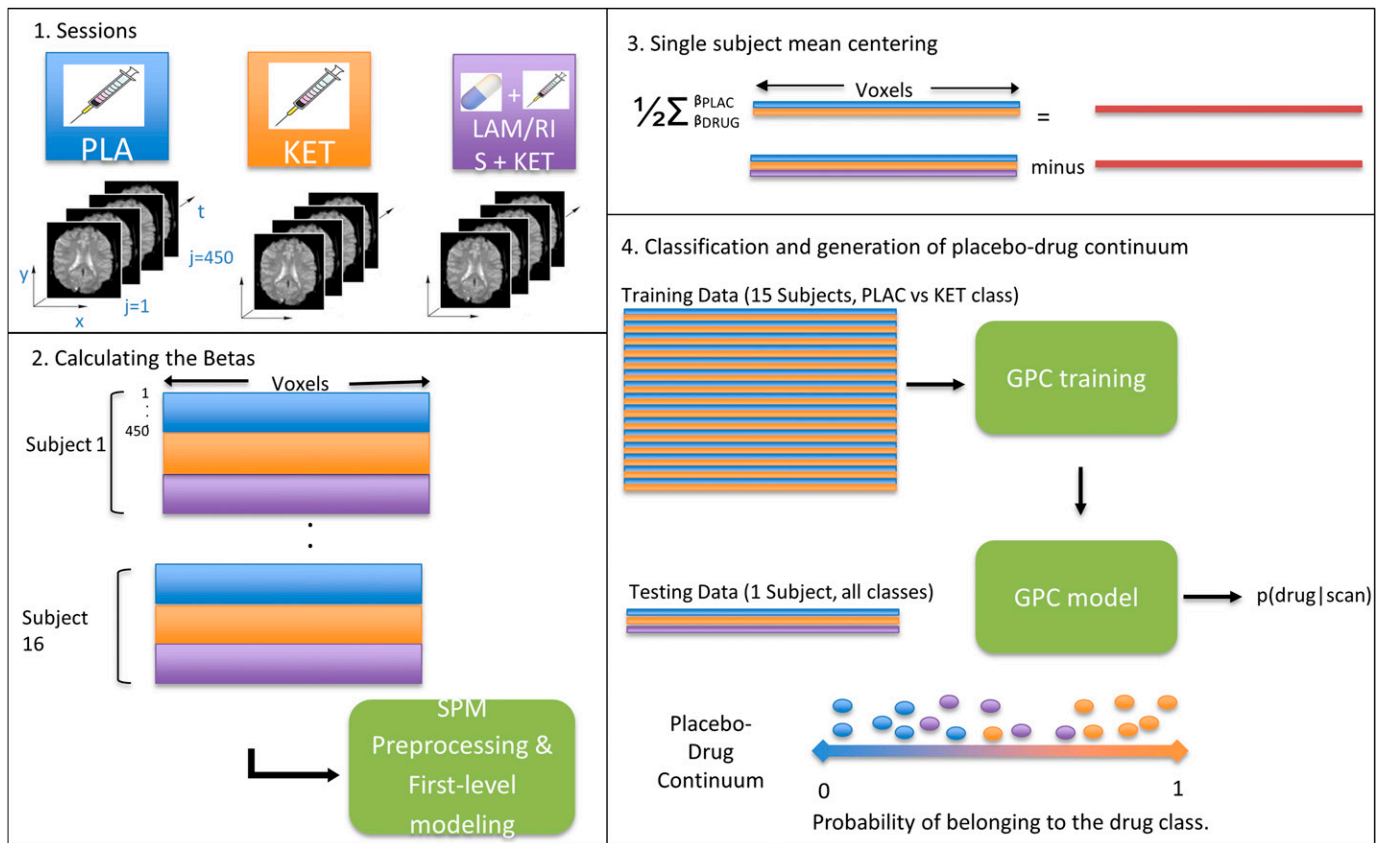 1. Sessions
PLA
KET
+
LAM/RI
S + KET
t
j=450
y
x
j=1
2. Calculating the Betas
Voxels
1
.
.
450
Subject 1
.
.
Subject
16
SPM
Preprocessing &
First-level
modeling
3. Single subject mean centering
Voxels
½Σ βPLAC
βDRUG
=
minus
4. Classification and generation of placebo-drug continuum
Training Data (15 Subjects, PLAC vs KET class)
GPC training
Testing Data (1 Subject, all classes)
GPC model
p(drug|scan)
Placebo-
Drug
Continuum
0
1
Probability of belonging to the drug class.